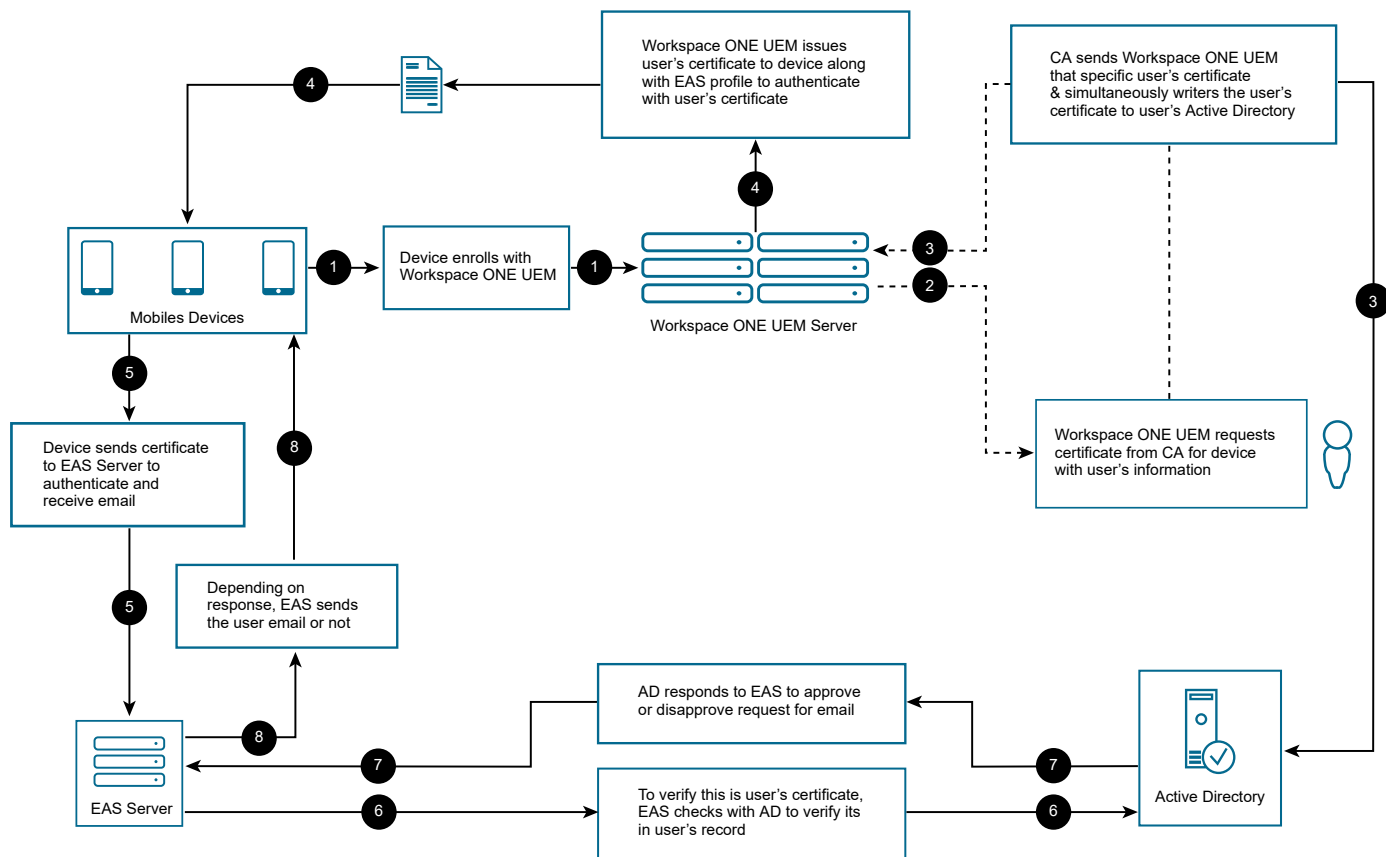 Workspace ONE UEM issues
user's certificate to device along
with EAS profile to authenticate
with user's certificate
CA sends Workspace ONE UEM
that specific user's certificate
& simultaneously writers the user's
certificate to user's Active Directory
4
4
3
1
Device enrolls with
Workspace ONE UEM
1
2
3
Mobiles Devices
Workspace ONE UEM Server
5
8
Device sends certificate
to EAS Server to
authenticate and
receive email
Workspace ONE UEM requests
certificate from CA for device
with user's information
5
Depending on
response, EAS sends
the user email or not
8
AD responds to EAS to approve
or disapprove request for email
7
7
EAS Server
6
To verify this is user's certificate,
EAS checks with AD to verify its
in user's record
6
Active Directory